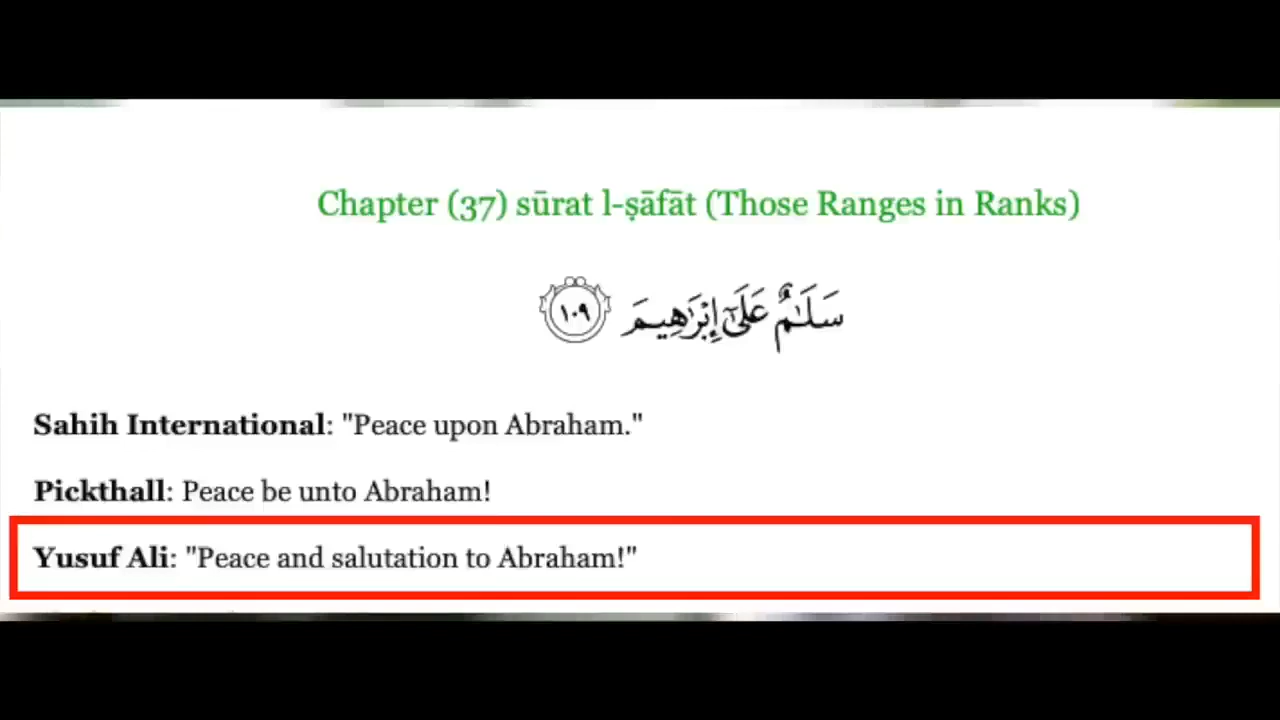 Chapter (37) sūrat l-ṣāfāt (Those Ranges in Ranks)
سَلَـٰمٌ عَلَىٰٓ إِبْرَٰهِيمَ ١٠٩
Sahih International: "Peace upon Abraham."
Pickthall: Peace be unto Abraham!
Yusuf Ali: "Peace and salutation to Abraham!"